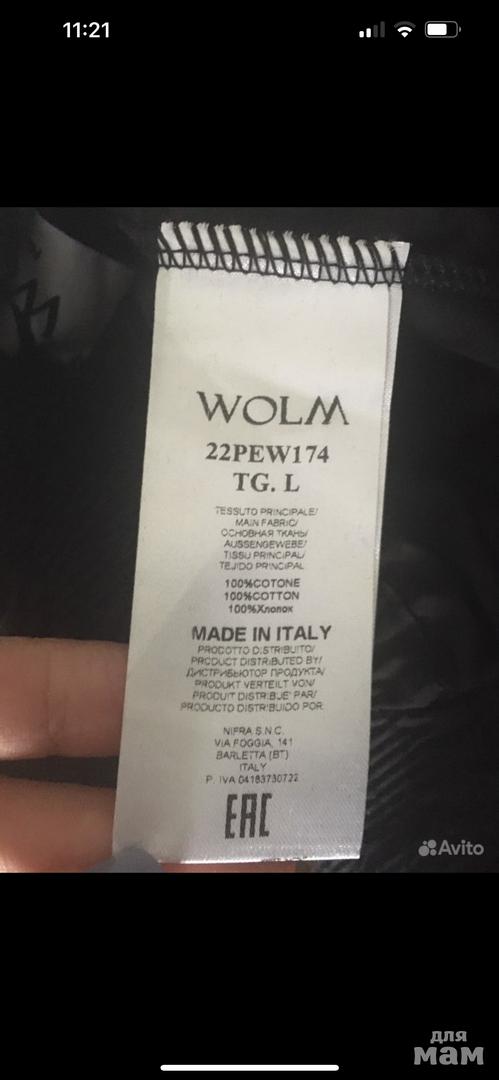 11:21
WOLM
22PEW174
TG. L
TESSUTO PRINCIPALE/
MAIN FABRIC/
ОСНОВНАЯ ТКАНЬ/
AUSSENGEWEBE/
TISSU PRINCIPAL/
TEJIDO PRINCIPAL
100%COTONE
100%COTTON
100%Хлопок
MADE IN ITALY
PRODOTTO DISTRIBUITO/
PRODUCT DISTRIBUTED BY/
ДИСТРИБЬЮТОР ПРОДУКТА/
PRODUKT VERTEILT VON/
PRODUIT DISTRIBUE' PAR/
PRODUCTO DISTRIBUIDO POR:
NIFRA S.N.C.
VIA FOGGIA, 141
BARLETTA (BT)
ITALY
P. IVA 04183730722
EAC
Avito
для
мам